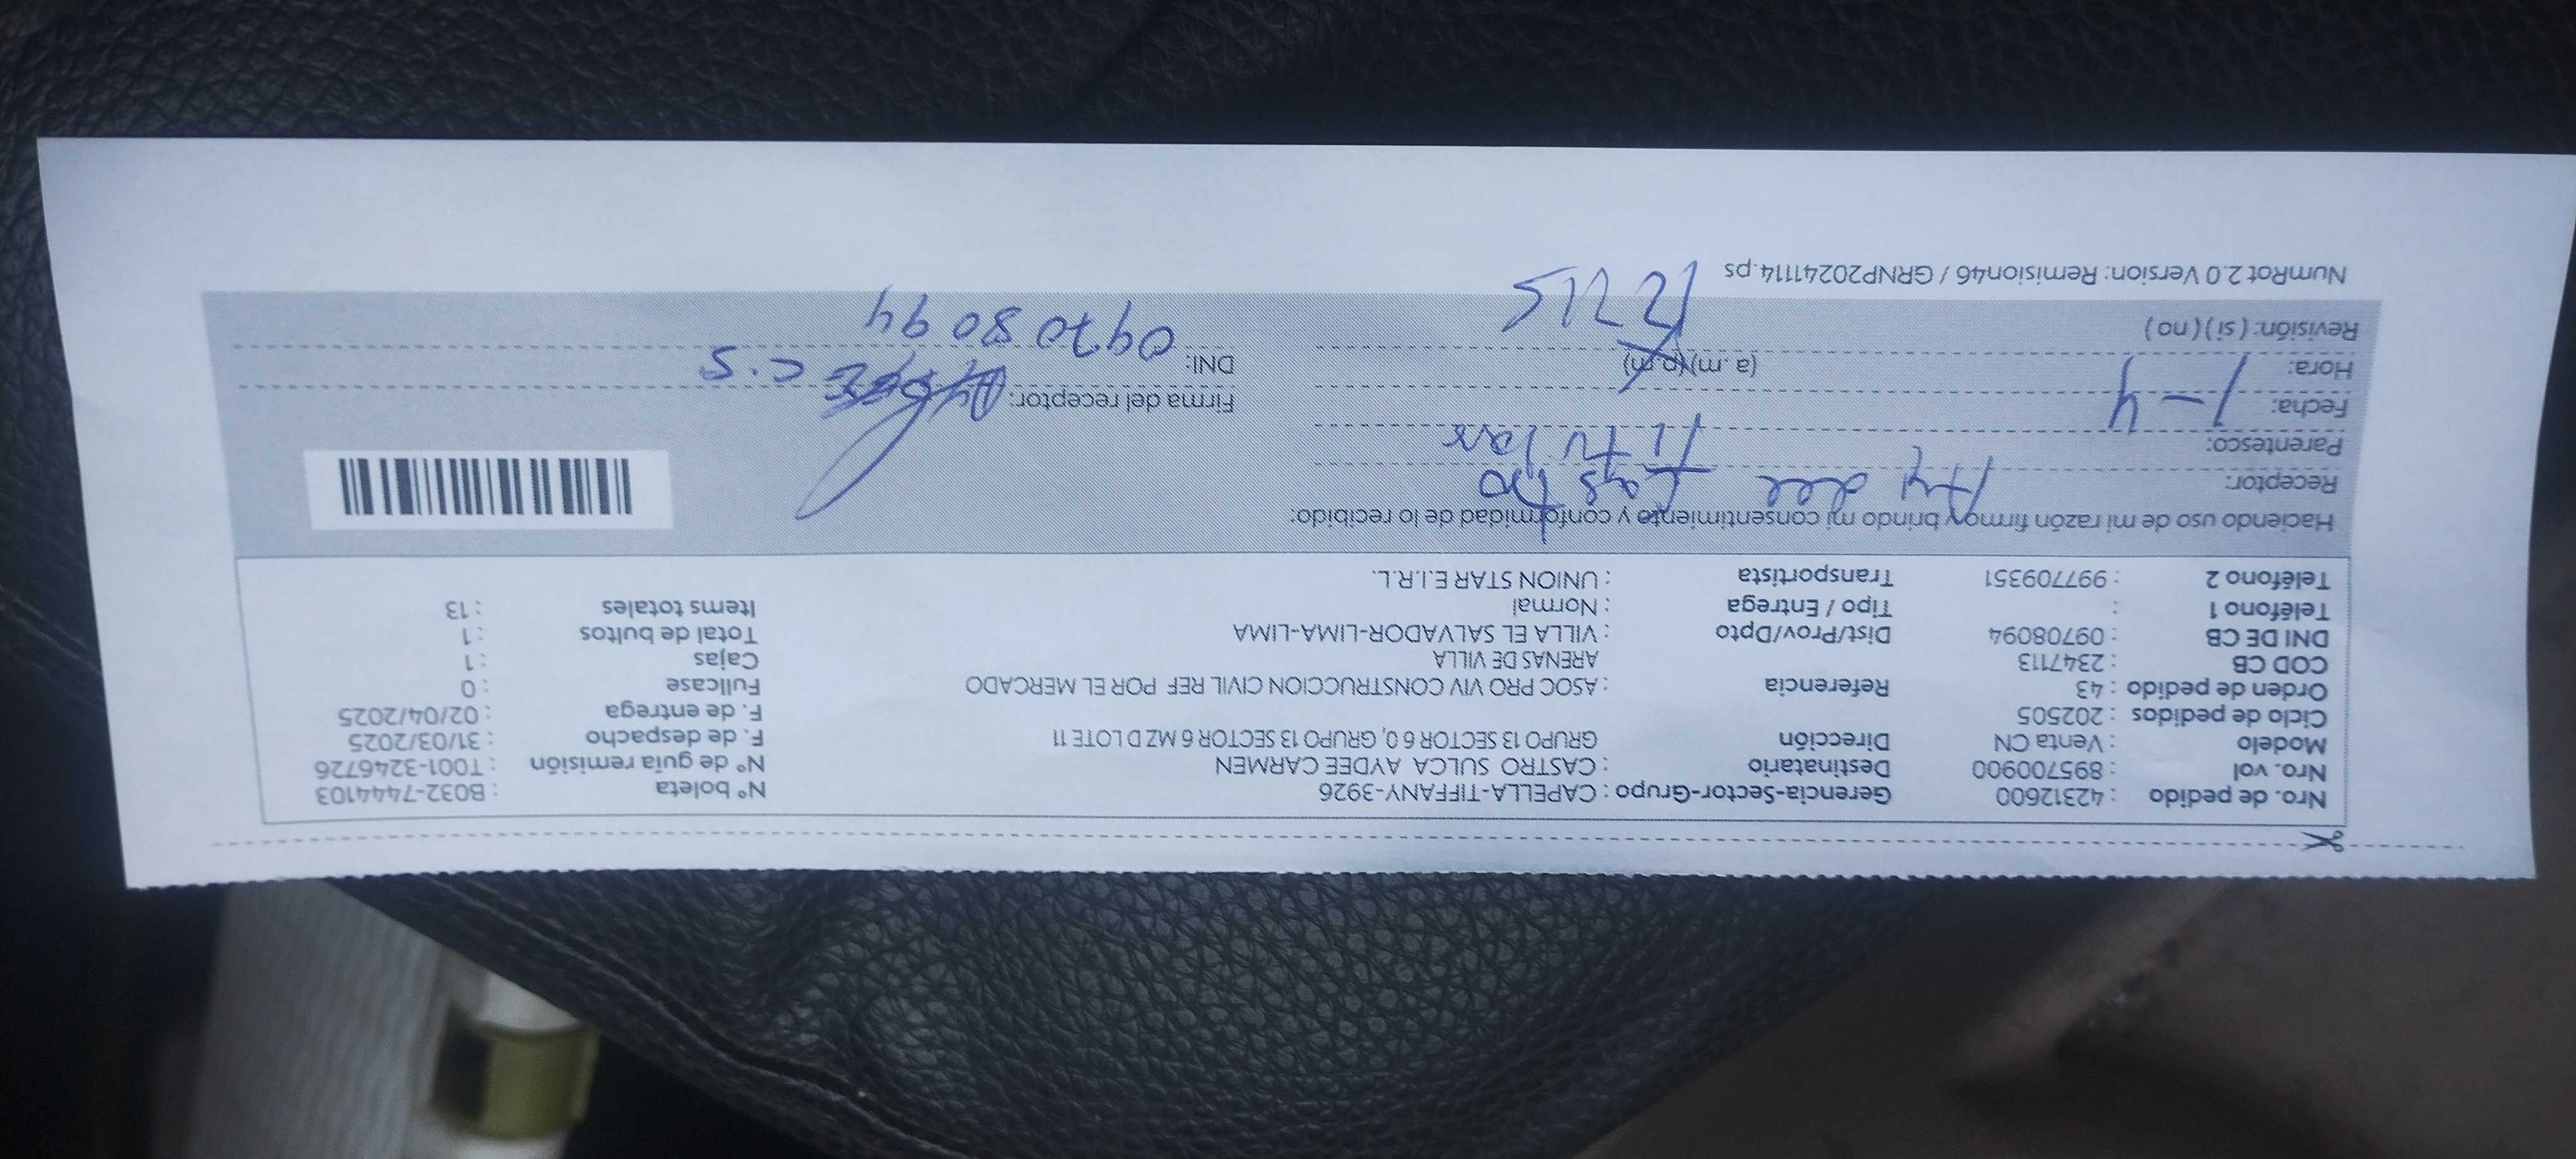 Nro. de pedido : 42312600 Gerencia-Sector-Grupo : CAPELLA-TIFFANY-3926 N° boleta : B032-7444103
Nro. vol : 895700900 Destinatario : CASTRO SULCA AYDEE CARMEN N° de guía remisión : T001-3246726
Modelo : Venta CN Dirección GRUPO 13 SECTOR 6 0, GRUPO 13 SECTOR 6 MZ D LOTE 11 F. de despacho : 31/03/2025
Ciclo de pedidos : 202505 F. de entrega : 02/04/2025
Orden de pedido : 43 Referencia : ASOC PRO VIV CONSTRUCCION CIVIL REF POR EL MERCADO Fullcase : 0
COD CB : 2347113 ARENAS DE VILLA Cajas : 1
DNI DE CB : 09708094 Dist/Prov/Dpto : VILLA EL SALVADOR-LIMA-LIMA Total de bultos : 1
Teléfono 1 : Tipo / Entrega : Normal Items totales : 13
Teléfono 2 : 997709351 Transportista : UNION STAR E.I.R.L.
Haciendo uso de mi razón firmo y brindo mi consentimiento y conformidad de lo recibido:
Receptor: Aydee Castro
Parentesco: Titular
Fecha: 1-4 Firma del receptor: C.S
Hora: (a.m)(p.m) 12:15 DNI: 09708094
Revisión: ( si ) ( no )
NumRot 2.0 Version: Remision46 / GRNP20241114.ps